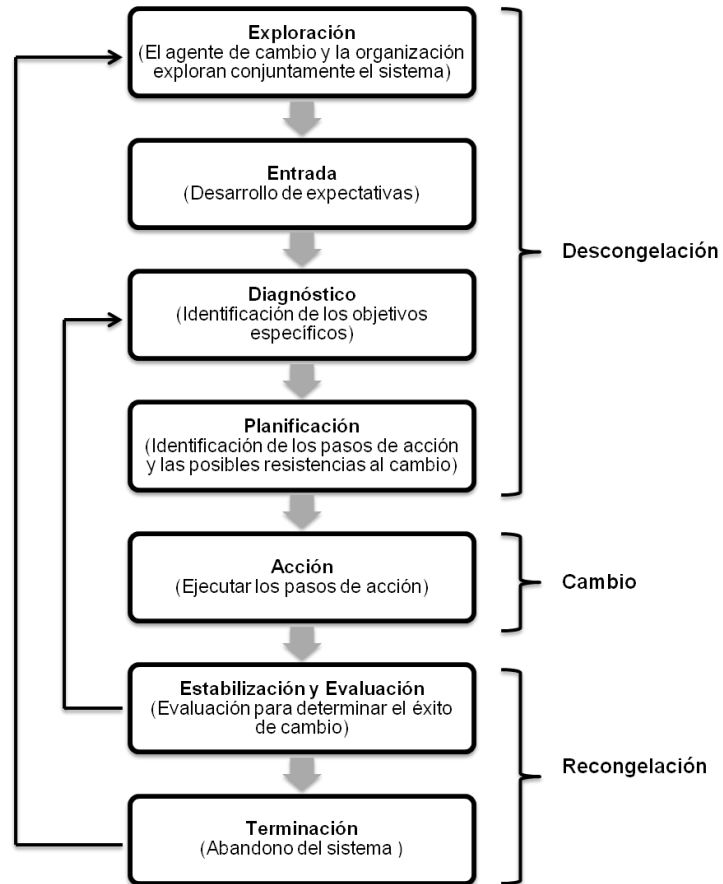 Exploración
(El agente de cambio y la organización
exploran conjuntamente el sistema)
Entrada
(Desarrollo de expectativas)
Descongelación
Diagnóstico
(Identificación de los objetivos
específicos)
Planificación
(Identificación de los pasos de acción
y las posibles resistencias al cambio)
Acción
(Ejecutar los pasos de acción)
Cambio
Estabilización y Evaluación
(Evaluación para determinar el éxito
de cambio)
Recongelación
Terminación
(Abandono del sistema )